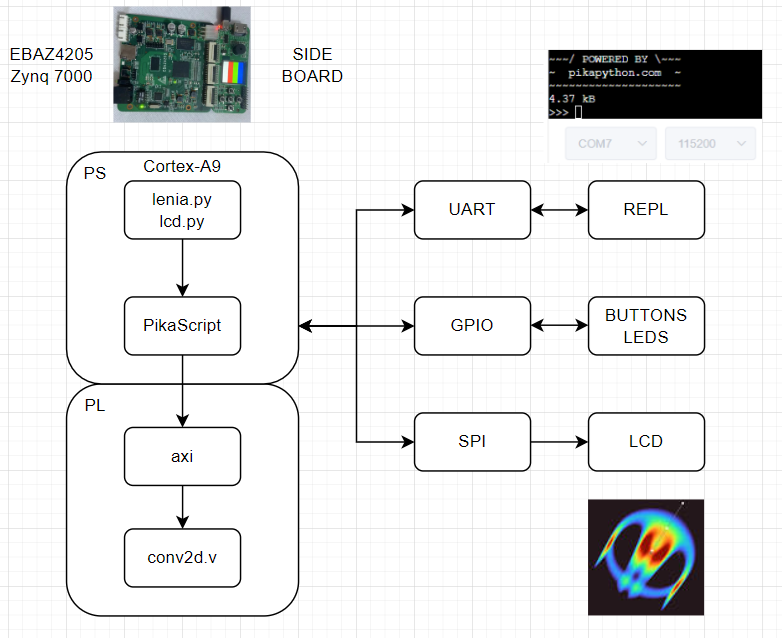 EBAZ4205
Zynq 7000
SIDE
BOARD
~~~/ POWERED BY \~~~
~ pikapython.com ~
~~~~~~~~~~~~~~~~~~~~
4.37 kB
>>>
COM7
115200
PS
Cortex-A9
lenia.py
lcd.py
PikaScript
UART
REPL
GPIO
BUTTONS
LEDS
PL
axi
SPI
LCD
conv2d.v